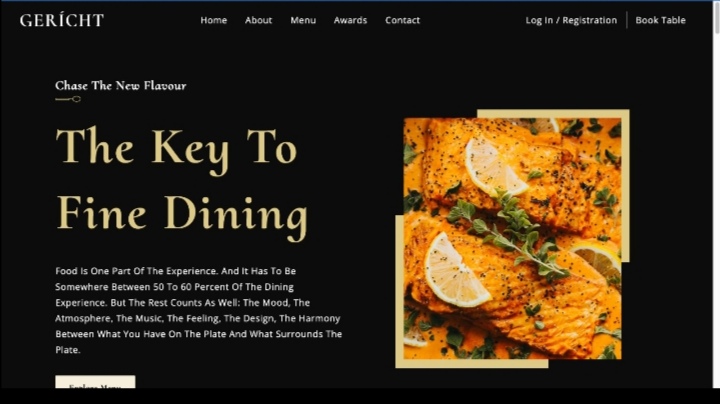 GERÍCHT
Home About Menu Awards Contact
Log In / Registration Book Table
Chase The New Flavour
The Key To
Fine Dining
Food Is One Part Of The Experience. And It Has To Be
Somewhere Between 50 To 60 Percent Of The Dining
Experience. But The Rest Counts As Well: The Mood, The
Atmosphere, The Music, The Feeling, The Design, The Harmony
Between What You Have On The Plate And What Surrounds The
Plate.
Explore Menu